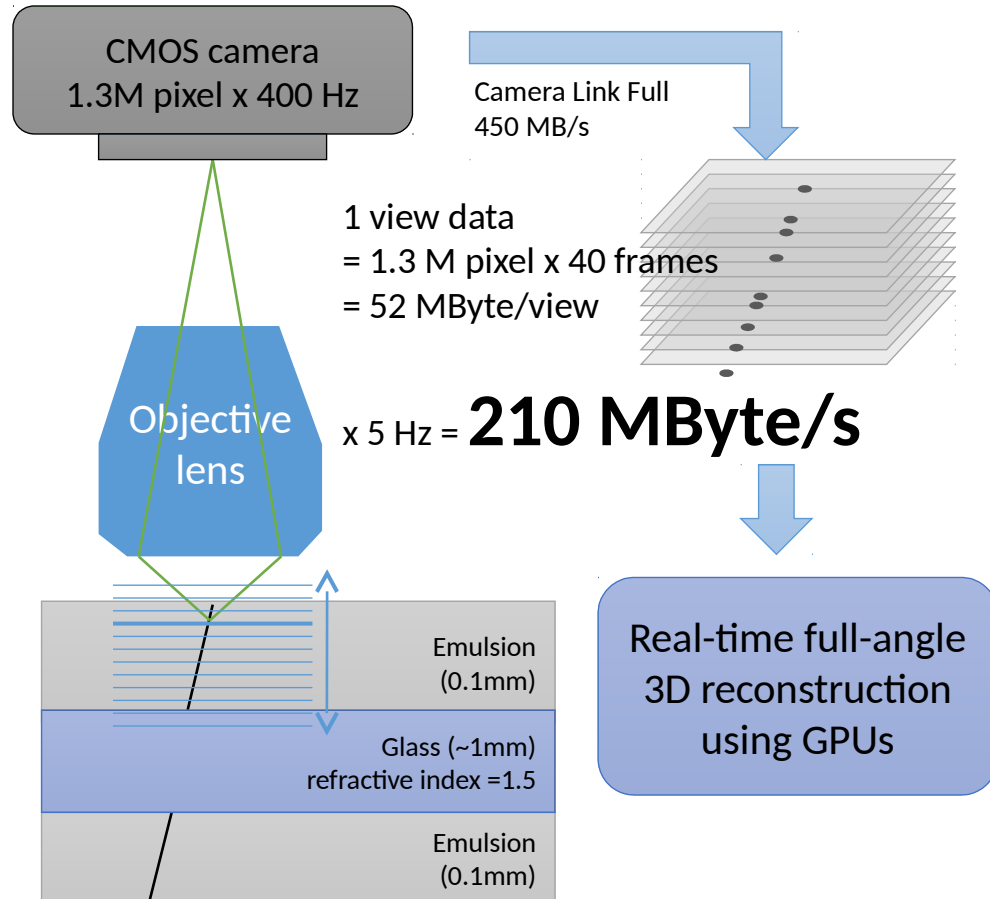 CMOS camera
1.3M pixel x 400 Hz
Camera Link Full
450 MB/s
1 view data
= 1.3 M pixel x 40 frames
= 52 MByte/view
x 5 Hz = 210 MByte/s
Objective
lens
Emulsion
(0.1mm)
Glass (~1mm)
refractive index =1.5
Emulsion
(0.1mm)
Real-time full-angle
3D reconstruction
using GPUs